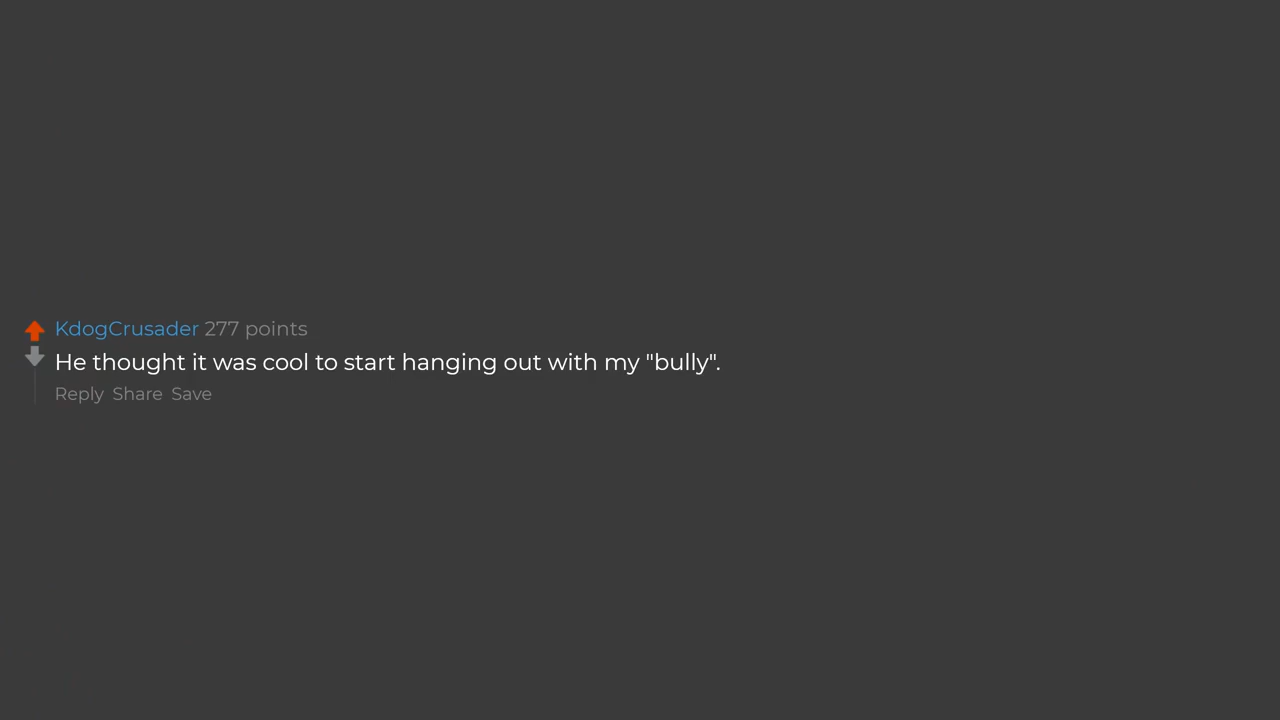 KdogCrusader 277 points
He thought it was cool to start hanging out with my "bully".
Reply Share Save